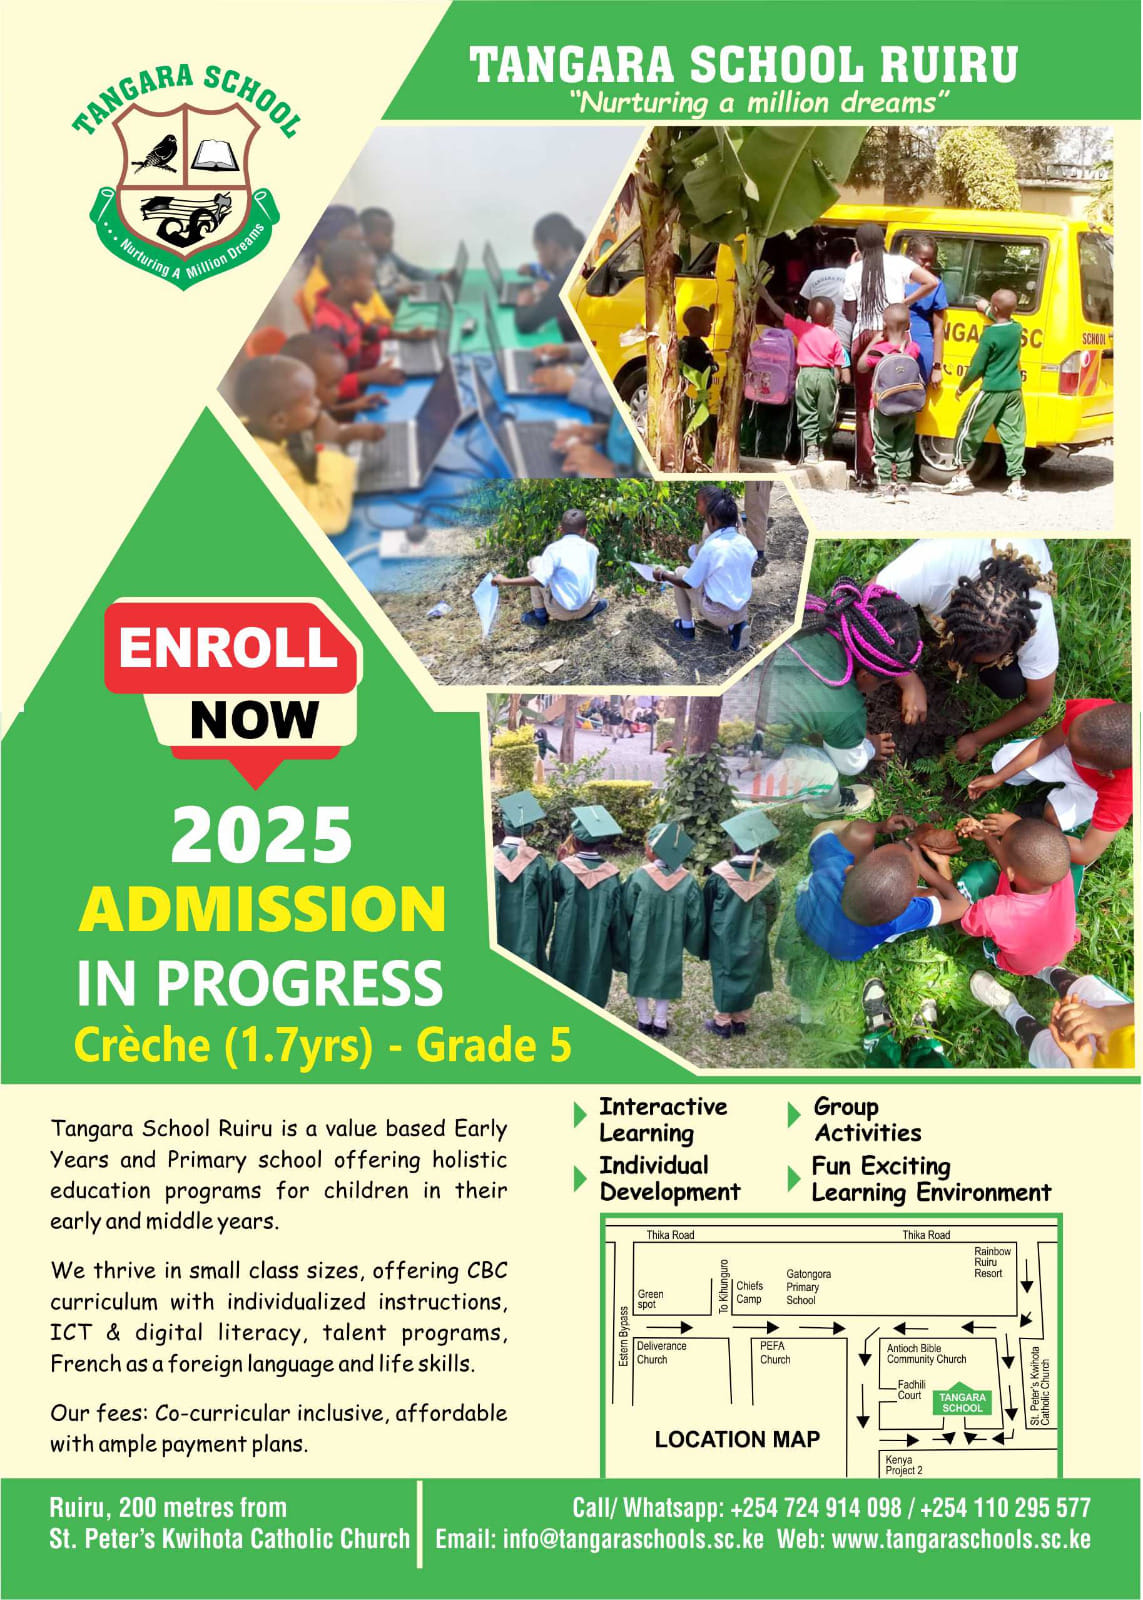 TANGARA SCHOOL RUIRU
"Nurturing a million dreams"
TANGARA SCHOOL
... Nurturing A Million Dreams
SCHOOL
ENROLL
NOW
2025
ADMISSION
IN PROGRESS
Crèche (1.7yrs) - Grade 5
Tangara School Ruiru is a value based Early
Years and Primary school offering holistic
education programs for children in their
early and middle years.
We thrive in small class sizes, offering CBC
curriculum with individualized instructions,
ICT & digital literacy, talent programs,
French as a foreign language and life skills.
Our fees: Co-curricular inclusive, affordable
with ample payment plans.
Interactive
Learning
Individual
Development
Group
Activities
Fun Exciting
Learning Environment
Thika Road
Thika Road
Rainbow
Ruiru
Resort
Estern Bypass
Green
spot
To Kihunguro
Chiefs
Camp
Gatongora
Primary
School
Deliverance
Church
PEFA
Church
Antioch Bible
Community Church
Fadhili
Court
TANGARA
SCHOOL
St. Peter's Kwihota
Catholic Church
LOCATION MAP
Kenya
Project 2
Ruiru, 200 metres from
St. Peter's Kwihota Catholic Church
Call/ Whatsapp: +254 724 914 098 / +254 110 295 577
Email: info@tangaraschools.sc.ke Web: www.tangaraschools.sc.ke